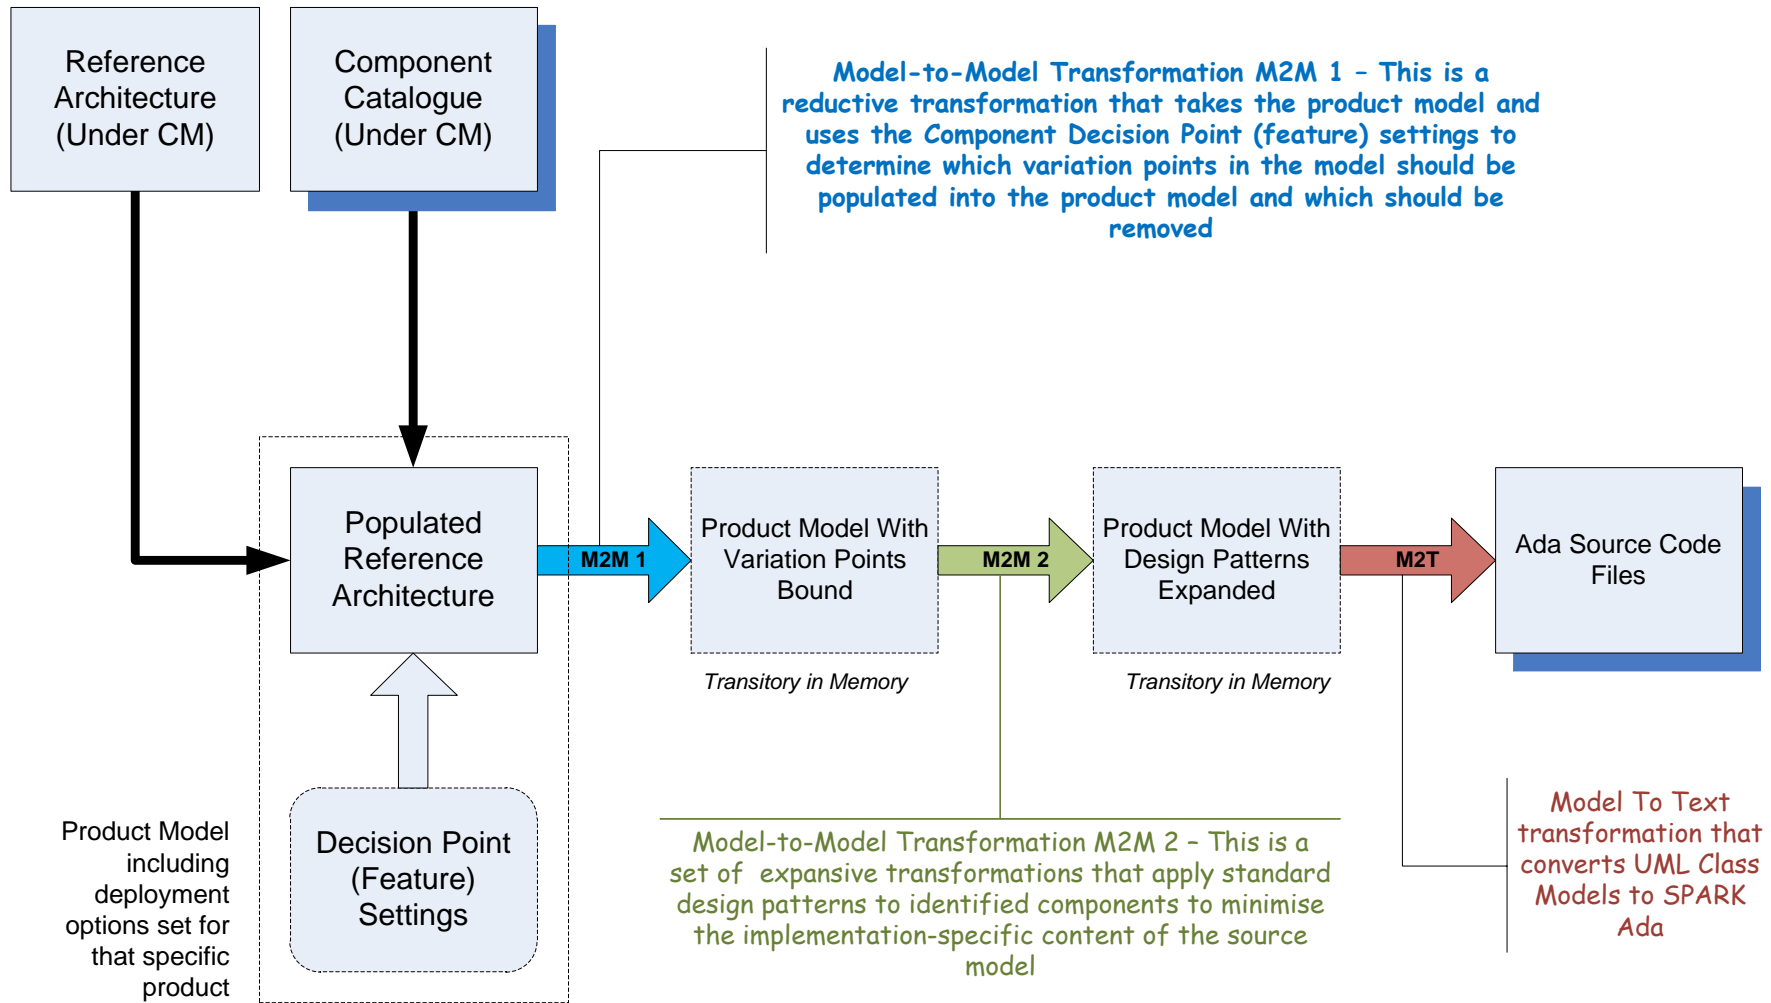 Reference
Architecture
(Under CM)
Component
Catalogue
(Under CM)
Model-to-Model Transformation M2M 1 – This is a
reductive transformation that takes the product model and
uses the Component Decision Point (feature) settings to
determine which variation points in the model should be
populated into the product model and which should be
removed
Populated
Reference
Architecture
M2M 1
Product Model With
Variation Points
Bound
M2M 2
Product Model With
Design Patterns
Expanded
M2T
Ada Source Code
Files
Transitory in Memory
Transitory in Memory
Product Model
including
deployment
options set for
that specific
product
Decision Point
(Feature)
Settings
Model-to-Model Transformation M2M 2 – This is a
set of expansive transformations that apply standard
design patterns to identified components to minimise
the implementation-specific content of the source
model
Model To Text
transformation that
converts UML Class
Models to SPARK
Ada